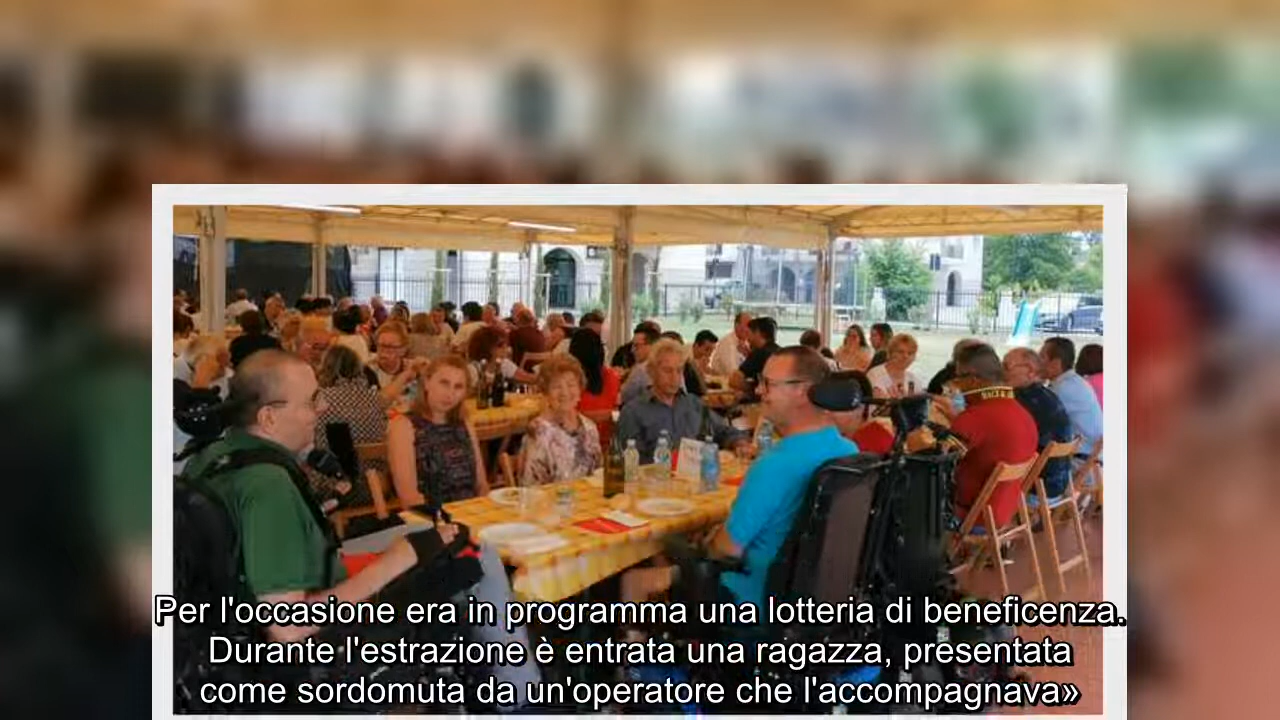 Per l'occasione era in programma una lotteria di beneficenza.
Durante l'estrazione è entrata una ragazza, presentata
come sordomuta da un'operatore che l'accompagnava»